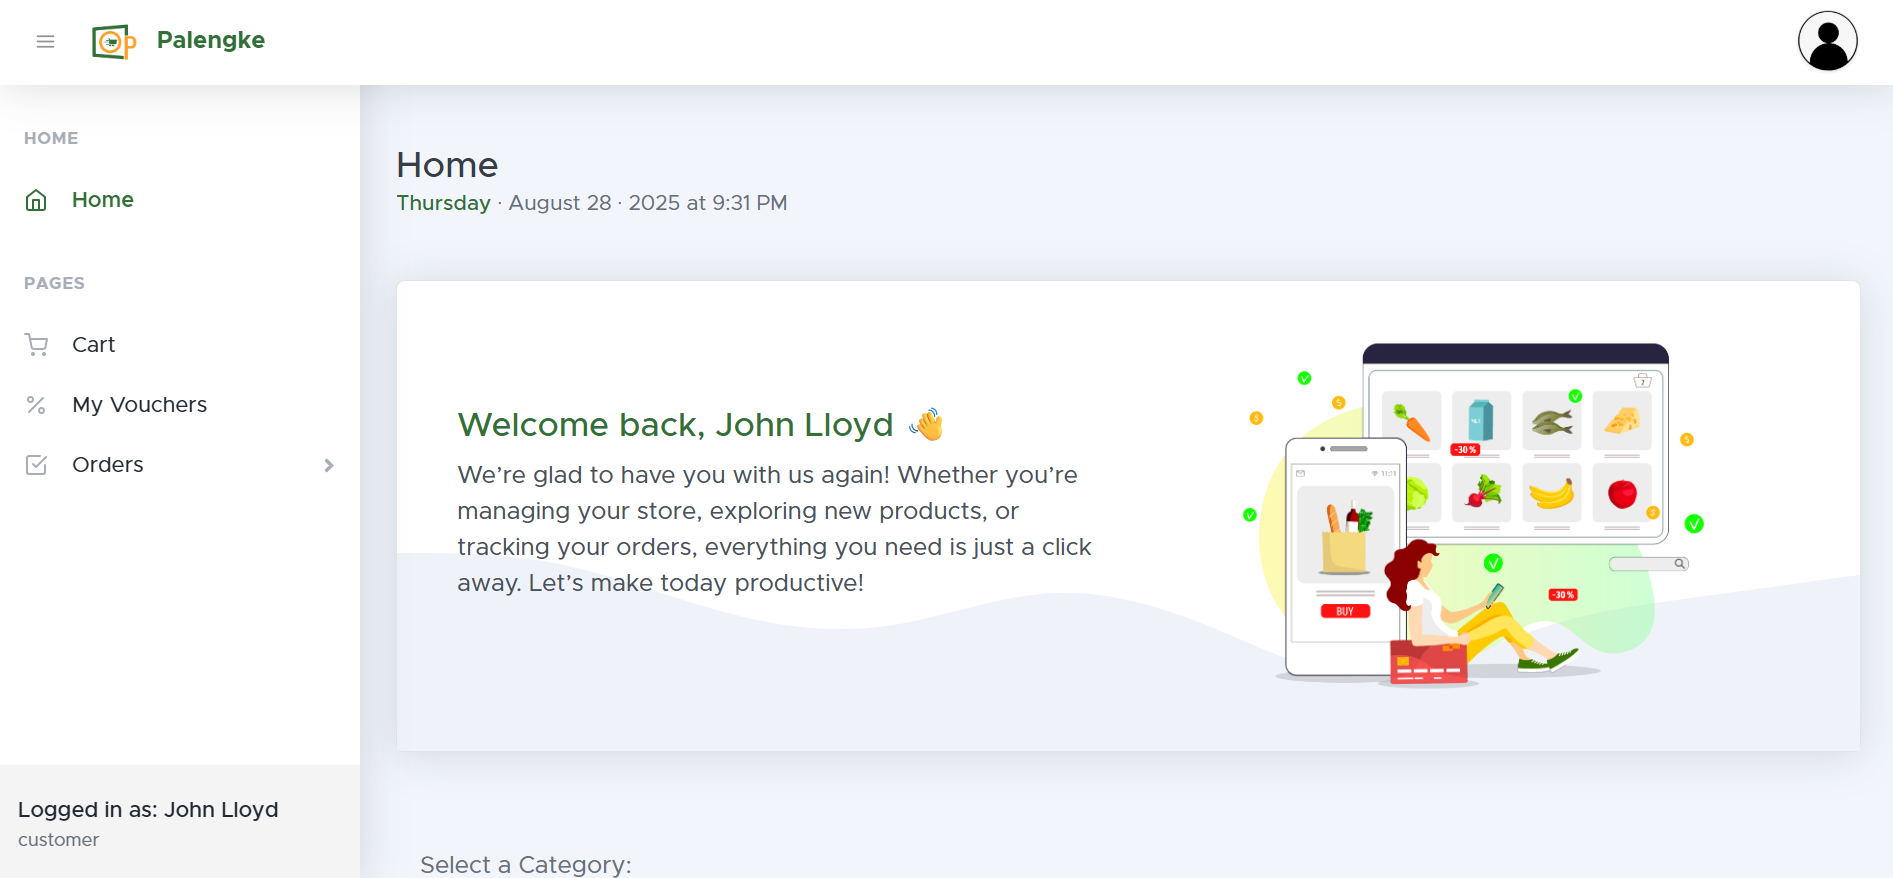 Palengke
HOME
Home
PAGES
Cart
My Vouchers
Orders
Logged in as: John Lloyd
customer
Home
Thursday · August 28 · 2025 at 9:31 PM
Welcome back, John Lloyd 👋
We’re glad to have you with us again! Whether you’re
managing your store, exploring new products, or
tracking your orders, everything you need is just a click
away. Let’s make today productive!
2
-30%
11:11
BUY
-30%
Select a Category: